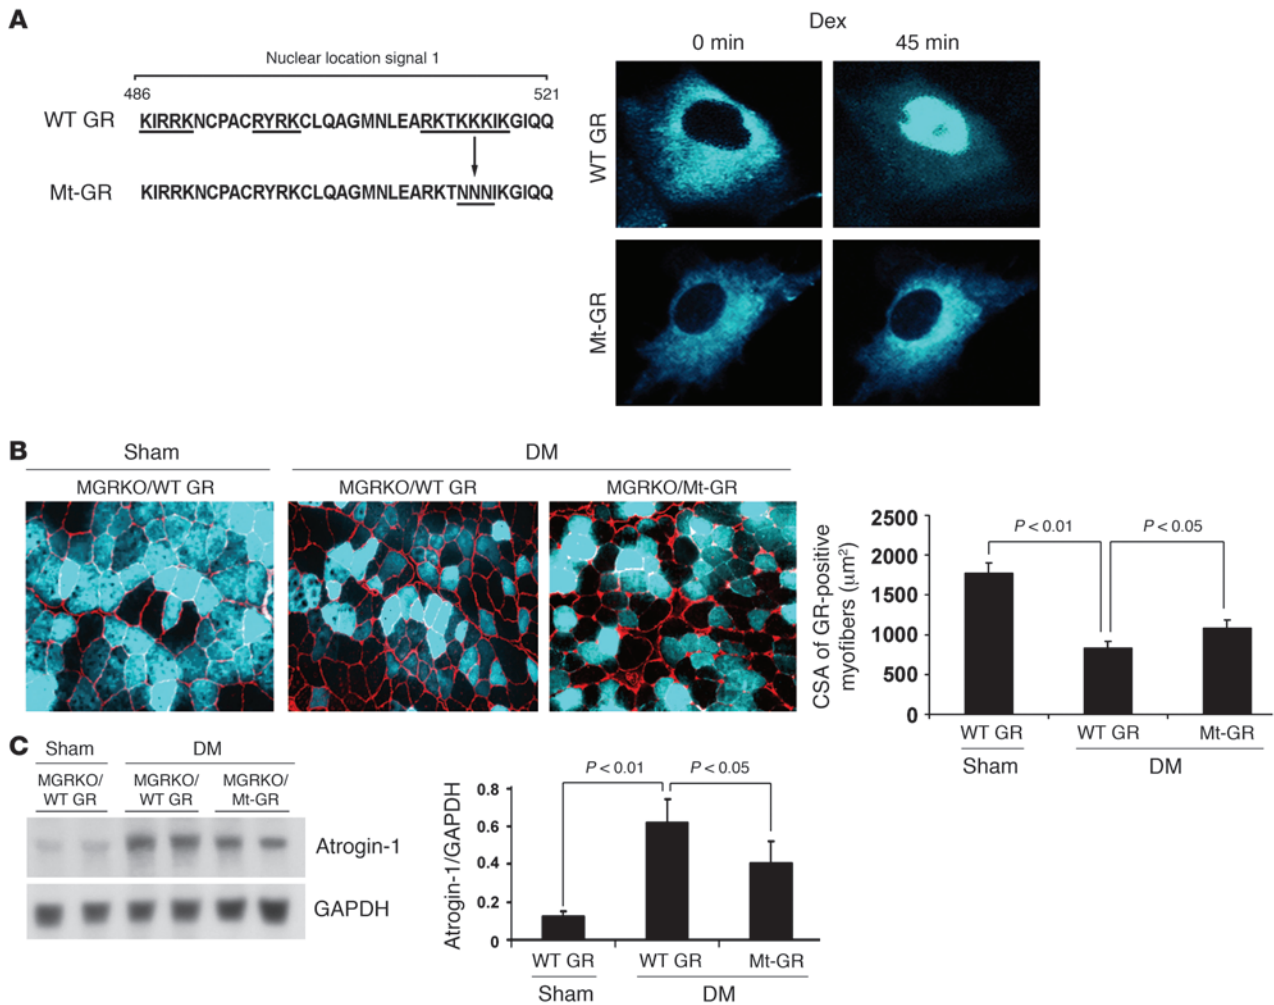 A
Nuclear location signal 1
486 521
WT GR KIRRKNCPACRYRKCLQAGMNLEARKTKKKIKGIQQ
Mt-GR KIRRKNCPACRYRKCLQAGMNLEARKTNNNIKGIQQ
Dex
0 min 45 min
WT GR
Mt-GR
B
Sham DM
MGRKO/WT GR MGRKO/WT GR MGRKO/Mt-GR
CSA of GR-positive
myofibers (μm²)
2500
2000
1500
1000
500
0
P < 0.01 P < 0.05
WT GR WT GR Mt-GR
Sham DM
C
Sham DM
MGRKO/ MGRKO/ MGRKO/
WT GR WT GR Mt-GR
Atrogin-1
GAPDH
Atrogin-1/GAPDH
0.8
0.6
0.4
0.2
0
P < 0.01 P < 0.05
WT GR WT GR Mt-GR
Sham DM